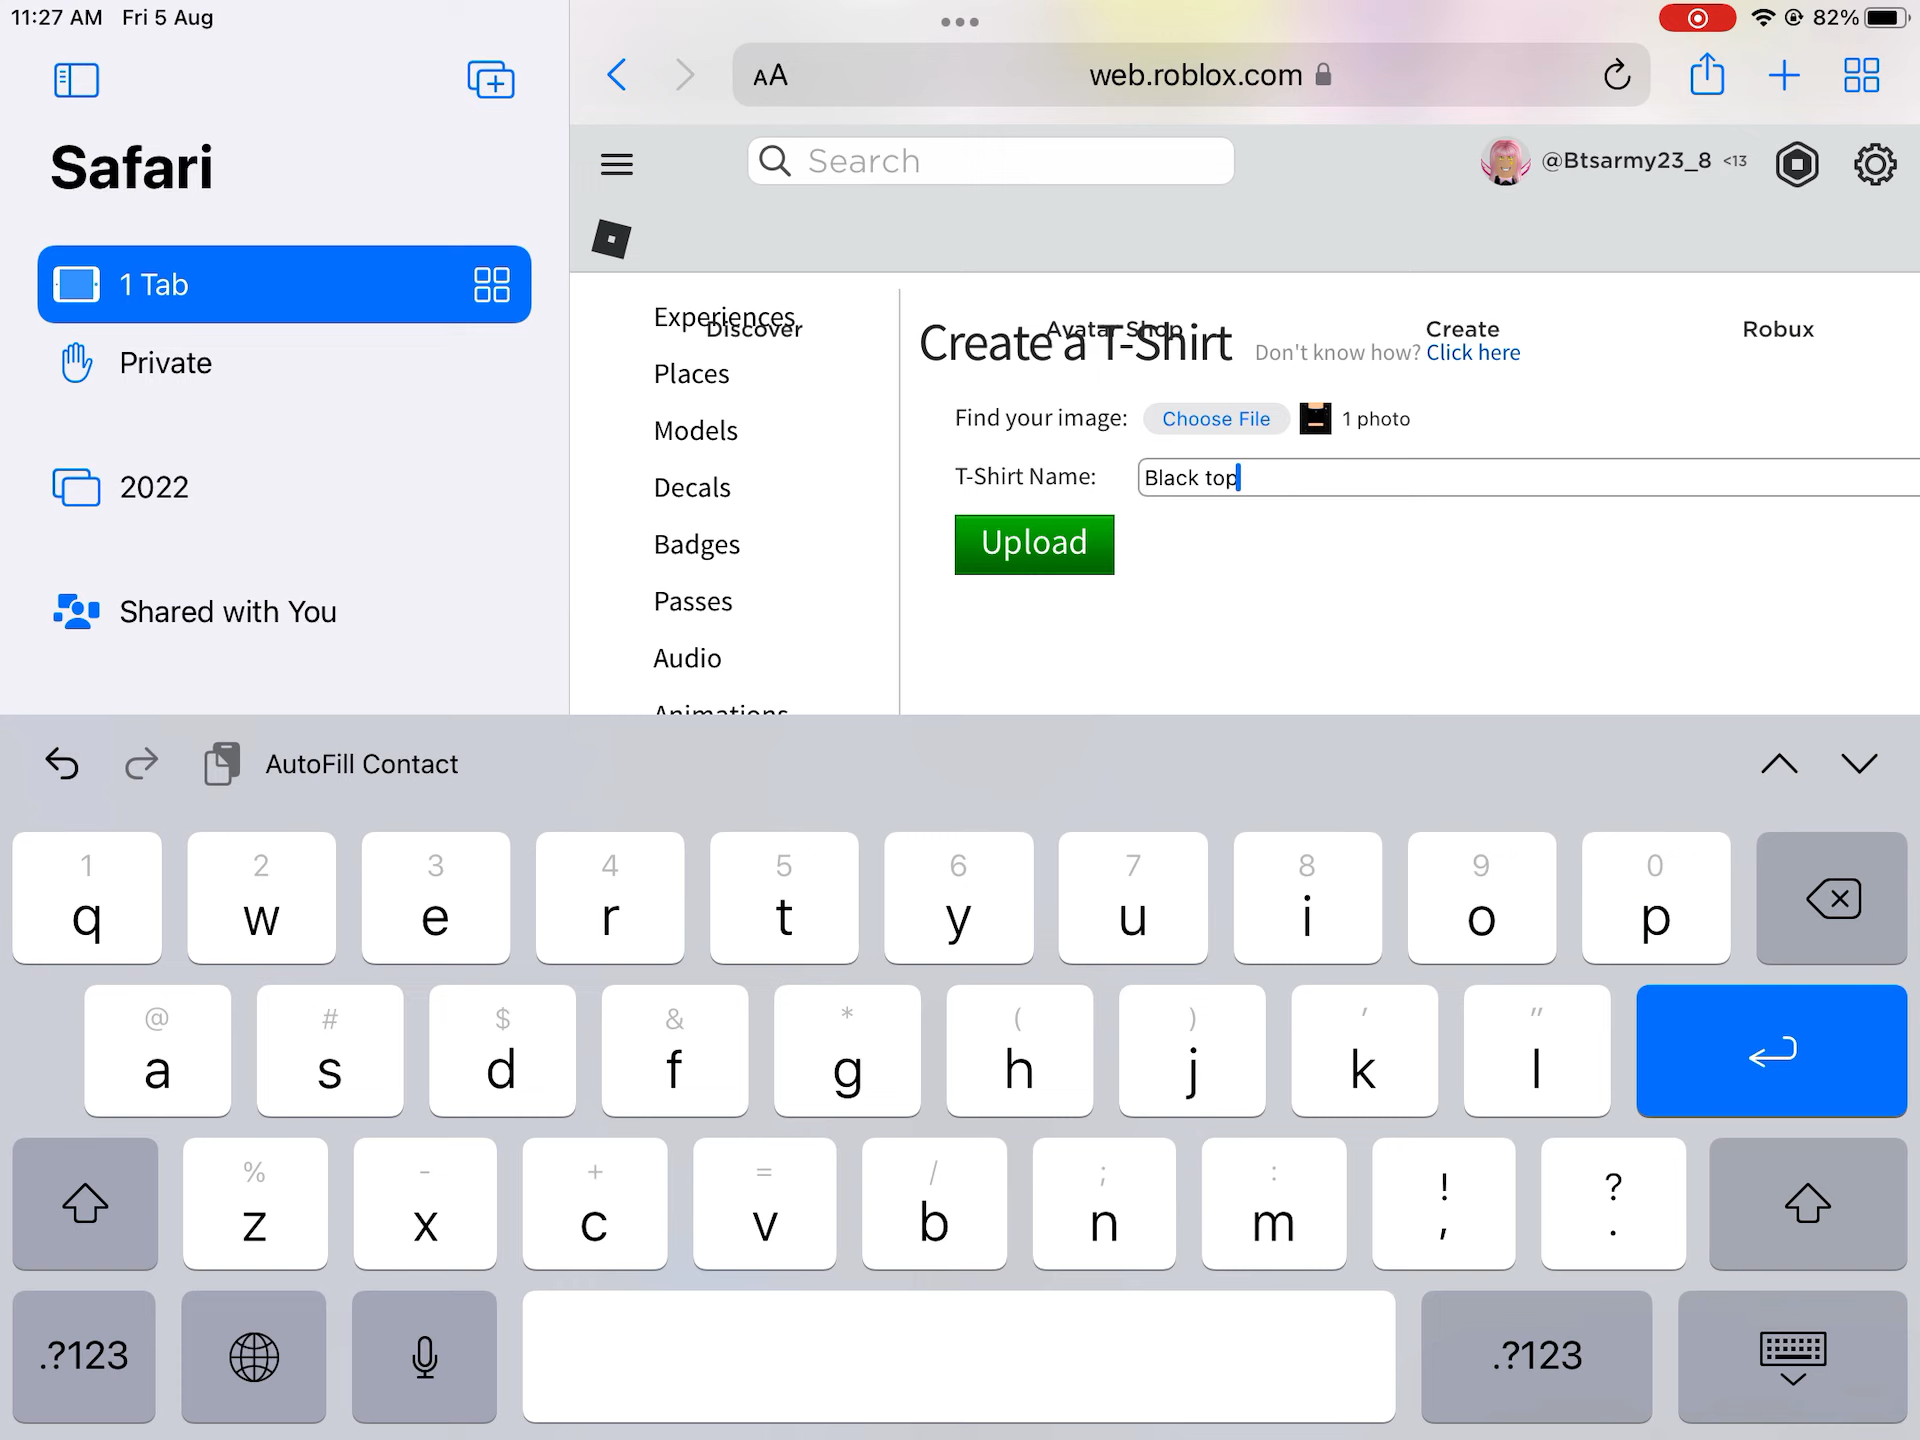 11:27 AM Fri 5 Aug
82%
AA
web.roblox.com
Safari
1 Tab
Private
2022
Shared with You
Search
@Btsarmy23_8 <13
Discover
Avatar Shop
Create
Robux
Experiences
Places
Models
Decals
Badges
Passes
Audio
Animations
Create a T-Shirt
Don't know how? Click here
Find your image: Choose File 1 photo
T-Shirt Name: Black top
Upload
AutoFill Contact
1 2 3 4 5 6 7 8 9 0
q w e r t y u i o p
@ # $ & * ( ) ' "
a s d f g h j k l
% - + = / ; : ! ?
z x c v b n m , .
.?123 .?123